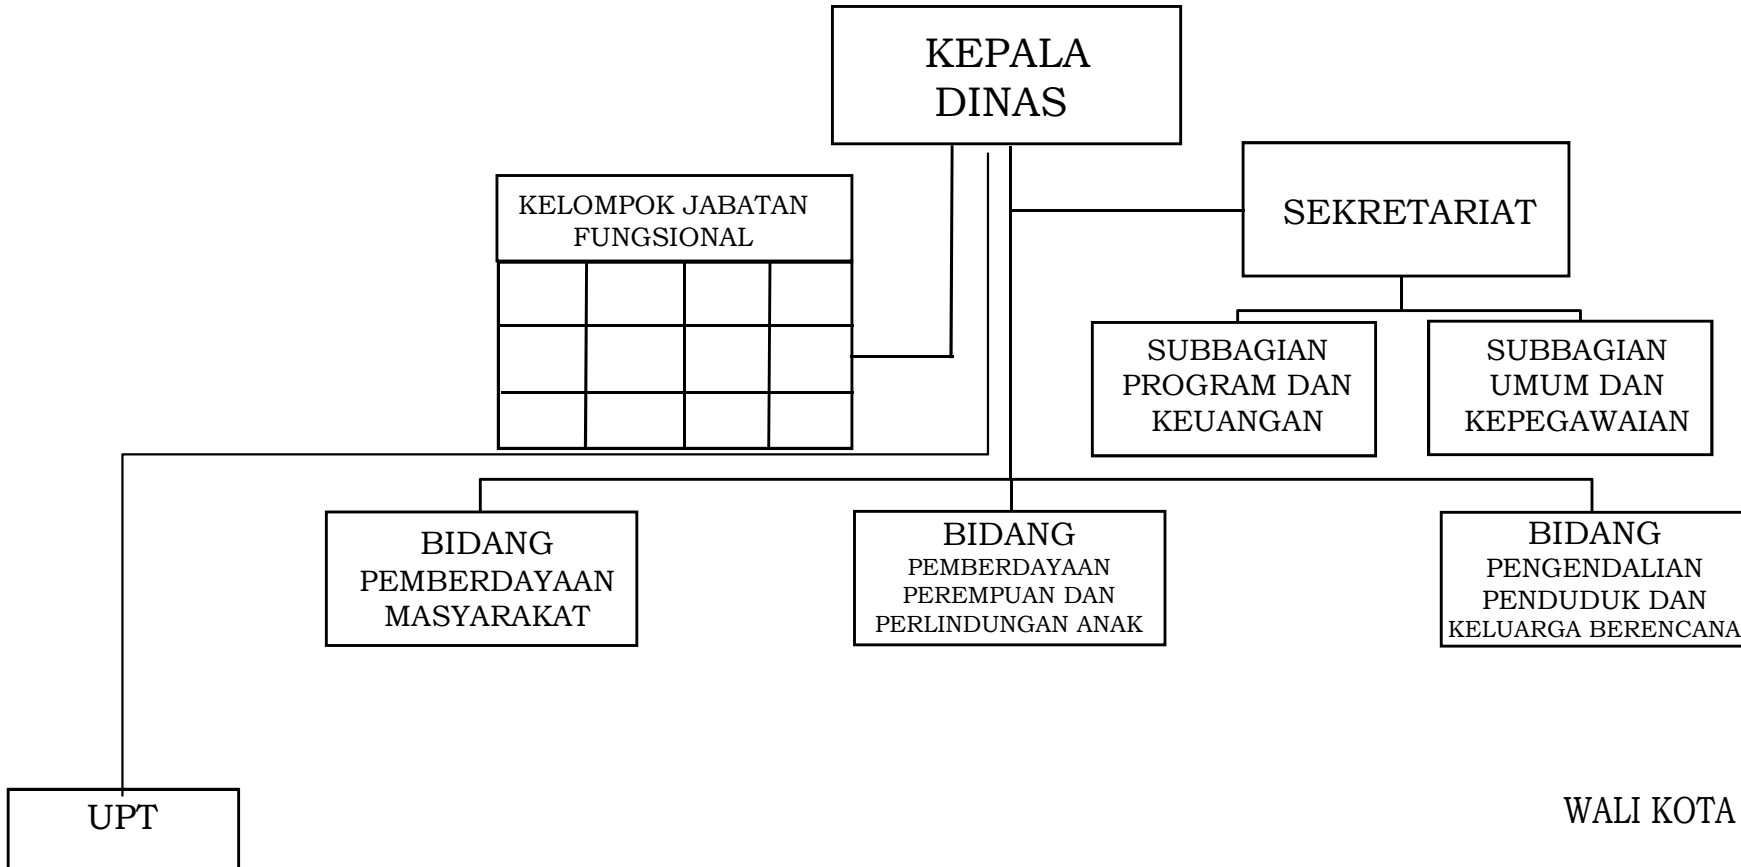 KEPALA
DINAS
KELOMPOK JABATAN
FUNGSIONAL
SEKRETARIAT
SUBBAGIAN
PROGRAM DAN
KEUANGAN
SUBBAGIAN
UMUM DAN
KEPEGAWAIAN
BIDANG
PEMBERDAYAAN
MASYARAKAT
BIDANG
PEMBERDAYAAN
PEREMPUAN DAN
PERLINDUNGAN ANAK
BIDANG
PENGENDALIAN
PENDUDUK DAN
KELUARGA BERENCANA
UPT
WALI KOTA